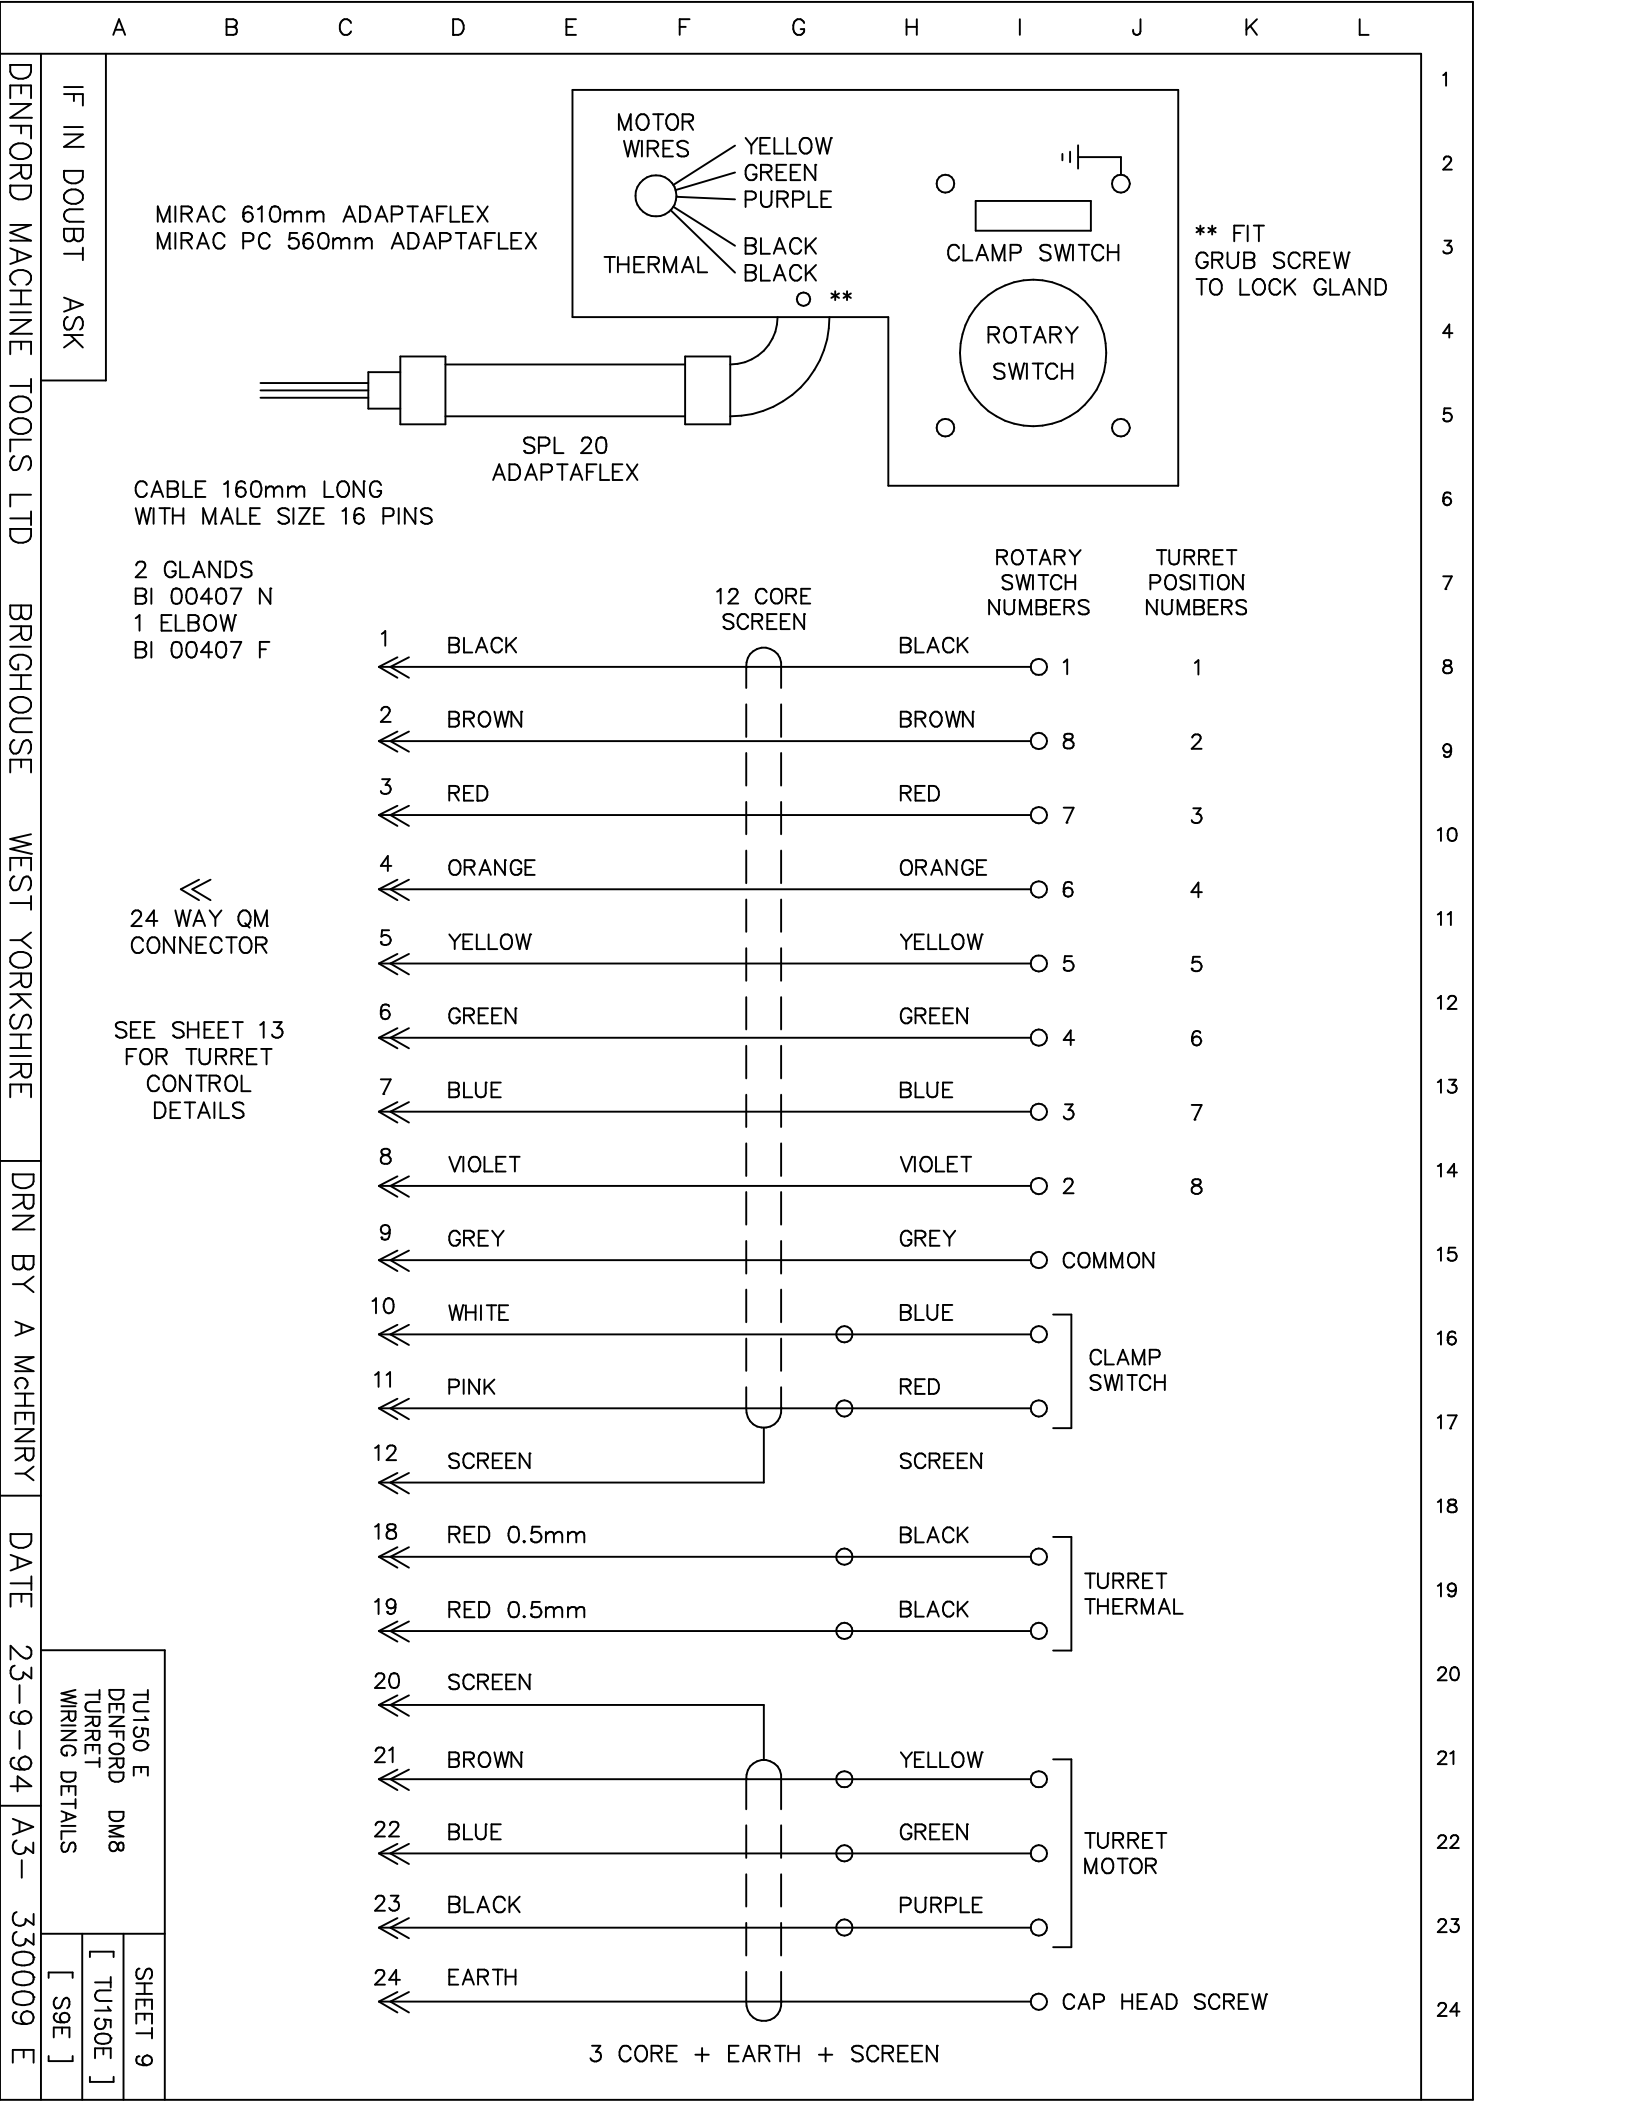 A B C D E F G H I J K L
1
2
3
4
5
6
7
8
9
10
11
12
13
14
15
16
17
18
19
20
21
22
23
24
DENFORD MACHINE TOOLS LTD BRIGHOUSE WEST YORKSHIRE
DRN BY A McHENRY
DATE 23-9-94
A3- 330009 E
IF IN DOUBT ASK
TU150 E
DENFORD DM8
TURRET
WIRING DETAILS
SHEET 9
[ TU150E ]
[ S9E ]
MIRAC 610mm ADAPTAFLEX
MIRAC PC 560mm ADAPTAFLEX
MOTOR
WIRES
YELLOW
GREEN
PURPLE
BLACK
THERMAL
BLACK
**
CLAMP SWITCH
ROTARY
SWITCH
** FIT
GRUB SCREW
TO LOCK GLAND
SPL 20
ADAPTAFLEX
CABLE 160mm LONG
WITH MALE SIZE 16 PINS
2 GLANDS
BI 00407 N
1 ELBOW
BI 00407 F
24 WAY QM
CONNECTOR
SEE SHEET 13
FOR TURRET
CONTROL
DETAILS
12 CORE
SCREEN
ROTARY
SWITCH
NUMBERS
TURRET
POSITION
NUMBERS
1 BLACK BLACK 1 1
2 BROWN BROWN 8 2
3 RED RED 7 3
4 ORANGE ORANGE 6 4
5 YELLOW YELLOW 5 5
6 GREEN GREEN 4 6
7 BLUE BLUE 3 7
8 VIOLET VIOLET 2 8
9 GREY GREY COMMON
10 WHITE BLUE
11 PINK RED
CLAMP
SWITCH
12 SCREEN SCREEN
18 RED 0.5mm BLACK
19 RED 0.5mm BLACK
TURRET
THERMAL
20 SCREEN
21 BROWN YELLOW
22 BLUE GREEN
23 BLACK PURPLE
TURRET
MOTOR
24 EARTH CAP HEAD SCREW
3 CORE + EARTH + SCREEN